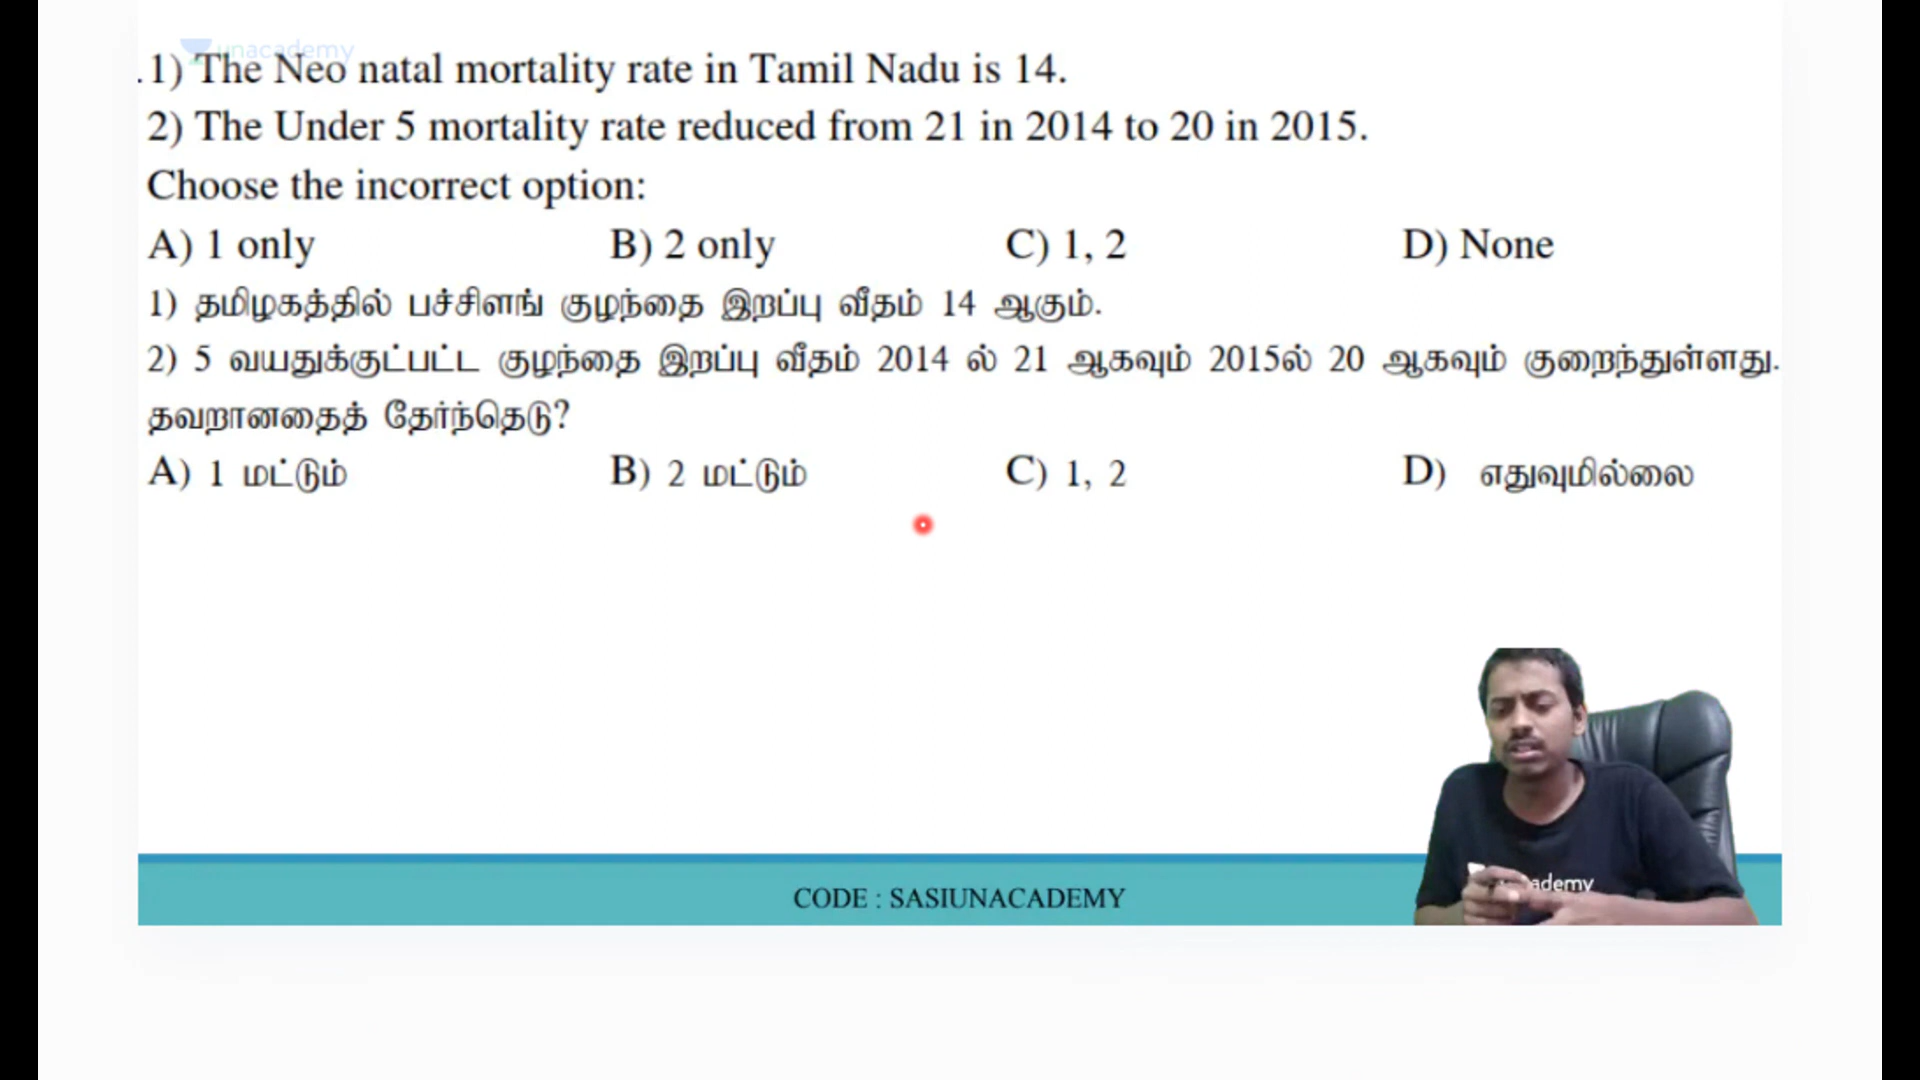 unacademy
.1) The Neo natal mortality rate in Tamil Nadu is 14.
2) The Under 5 mortality rate reduced from 21 in 2014 to 20 in 2015.
Choose the incorrect option:
A) 1 only B) 2 only C) 1, 2 D) None
1) தமிழகத்தில் பச்சிளங் குழந்தை இறப்பு வீதம் 14 ஆகும்.
2) 5 வயதுக்குட்பட்ட குழந்தை இறப்பு வீதம் 2014 ல் 21 ஆகவும் 2015ல் 20 ஆகவும் குறைந்துள்ளது.
தவறானதைத் தேர்ந்தெடு?
A) 1 மட்டும் B) 2 மட்டும் C) 1, 2 D) எதுவுமில்லை
CODE : SASIUNACADEMY